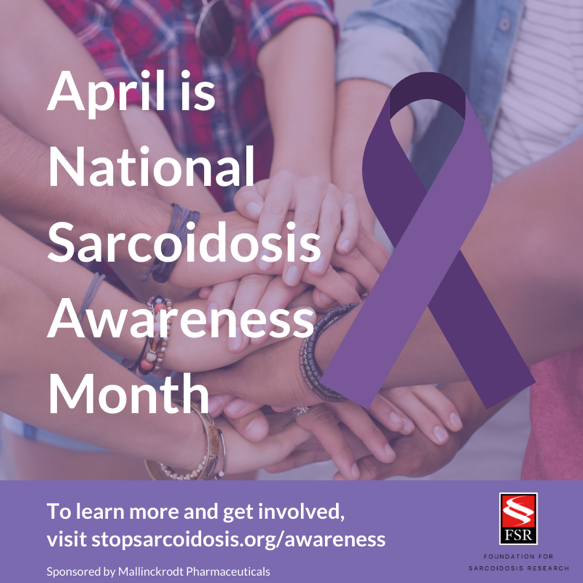 April is
National
Sarcoidosis
Awareness
Month
To learn more and get involved,
visit stopsarcoidosis.org/awareness
Sponsored by Mallinckrodt Pharmaceuticals
FSR
FOUNDATION FOR
SARCOIDOSIS RESEARCH